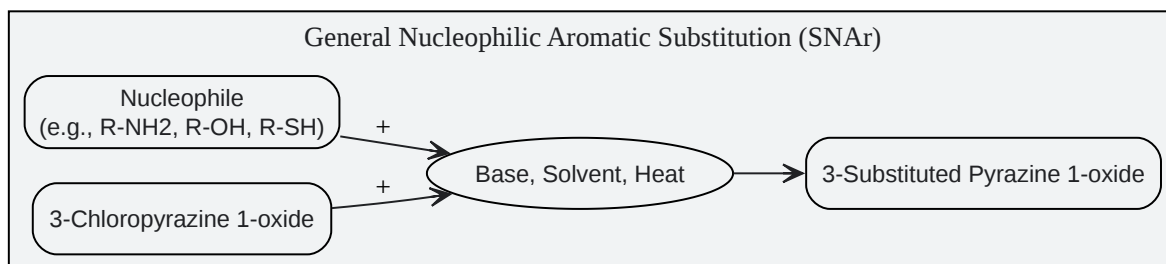 General Nucleophilic Aromatic Substitution (SNAr)
Nucleophile
(e.g., R-NH2, R-OH, R-SH)
+
Base, Solvent, Heat
3-Substituted Pyrazine 1-oxide
+
3-Chloropyrazine 1-oxide